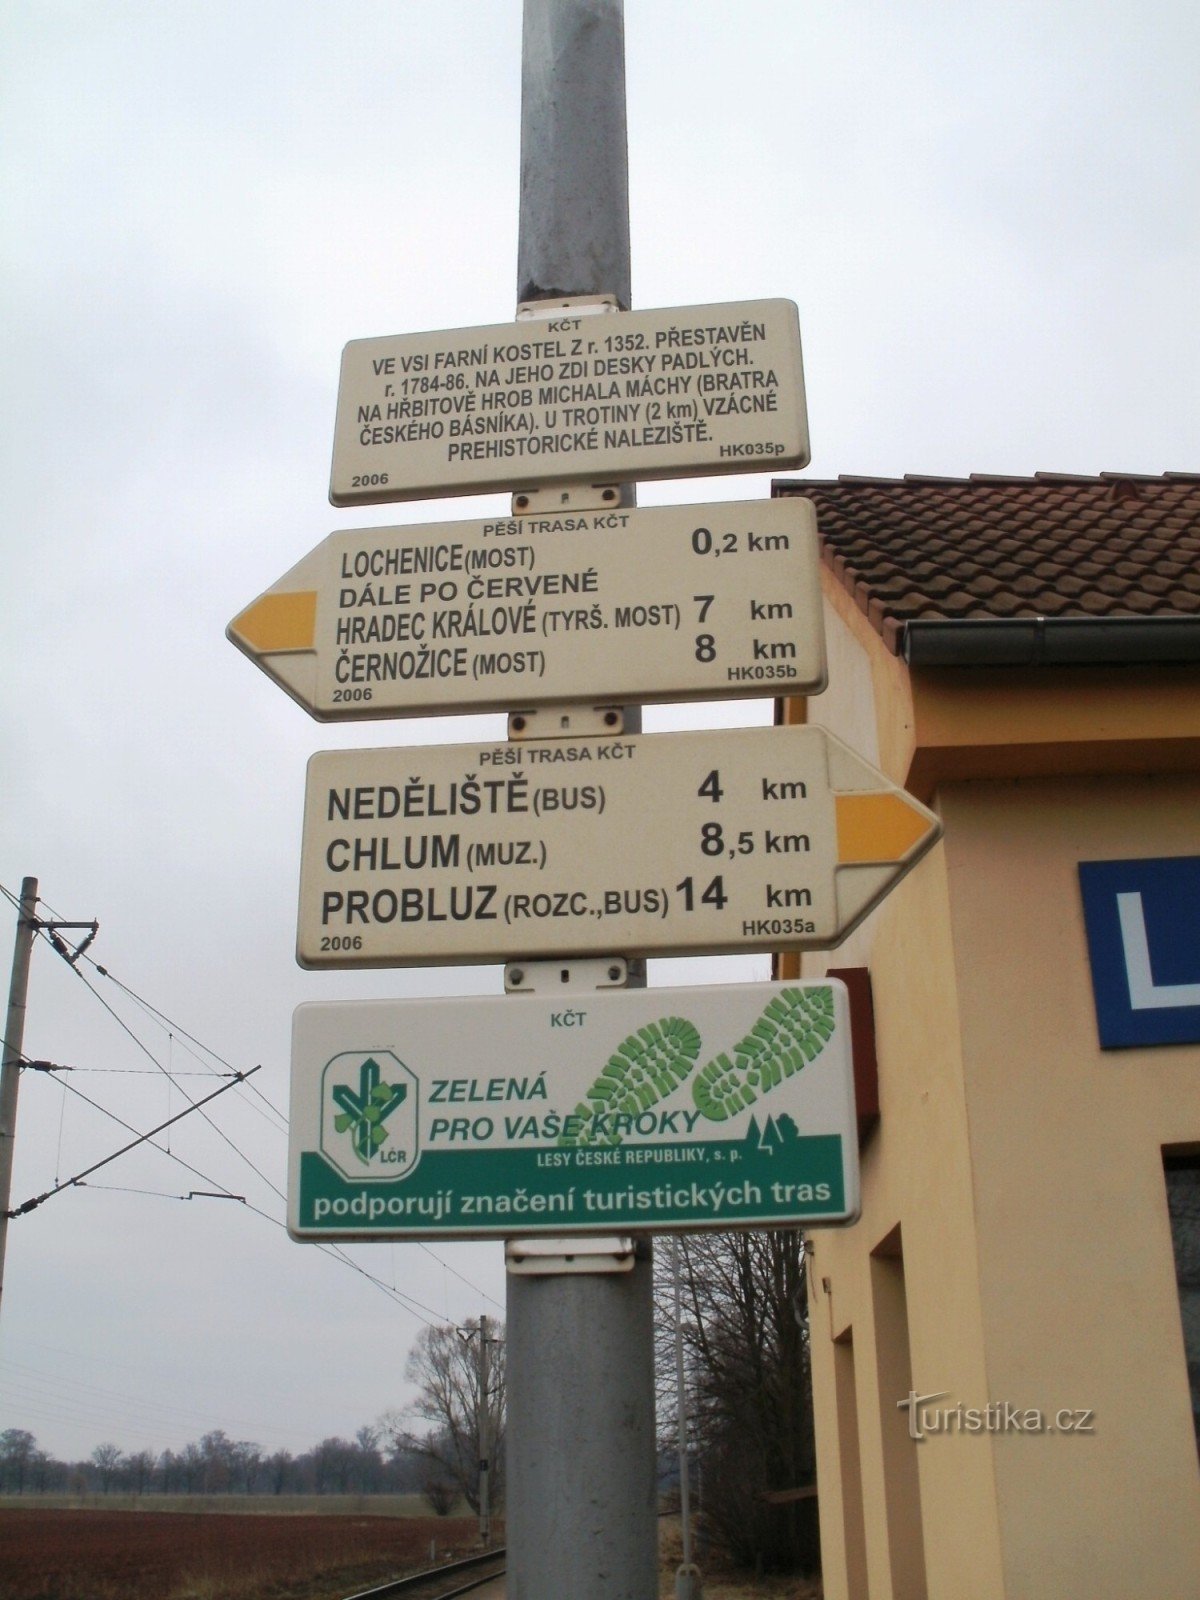 KČT
VE VSI FARNÍ KOSTEL Z r. 1352. PŘESTAVĚN
r. 1784-86. NA JEHO ZDI DESKY PADLÝCH.
NA HŘBITOVĚ HROB MICHALA MÁCHY (BRATRA
ČESKÉHO BÁSNÍKA). U TROTINY (2 km) VZÁCNÉ
PREHISTORICKÉ NALEZIŠTĚ.
2006 HK035p
PĚŠÍ TRASA KČT
LOCHENICE (MOST) 0,2 km
DÁLE PO ČERVENÉ
HRADEC KRÁLOVÉ (TYRŠ. MOST) 7 km
ČERNOŽICE (MOST) 8 km
2006 HK035b
PĚŠÍ TRASA KČT
NEDĚLIŠTĚ (BUS) 4 km
CHLUM (MUZ.) 8,5 km
PROBLUZ (ROZC.,BUS) 14 km
2006 HK035a
KČT
ZELENÁ
PRO VAŠE KROKY
LČR
LESY ČESKÉ REPUBLIKY, s. p.
podporují značení turistických tras
L
Turistika.cz